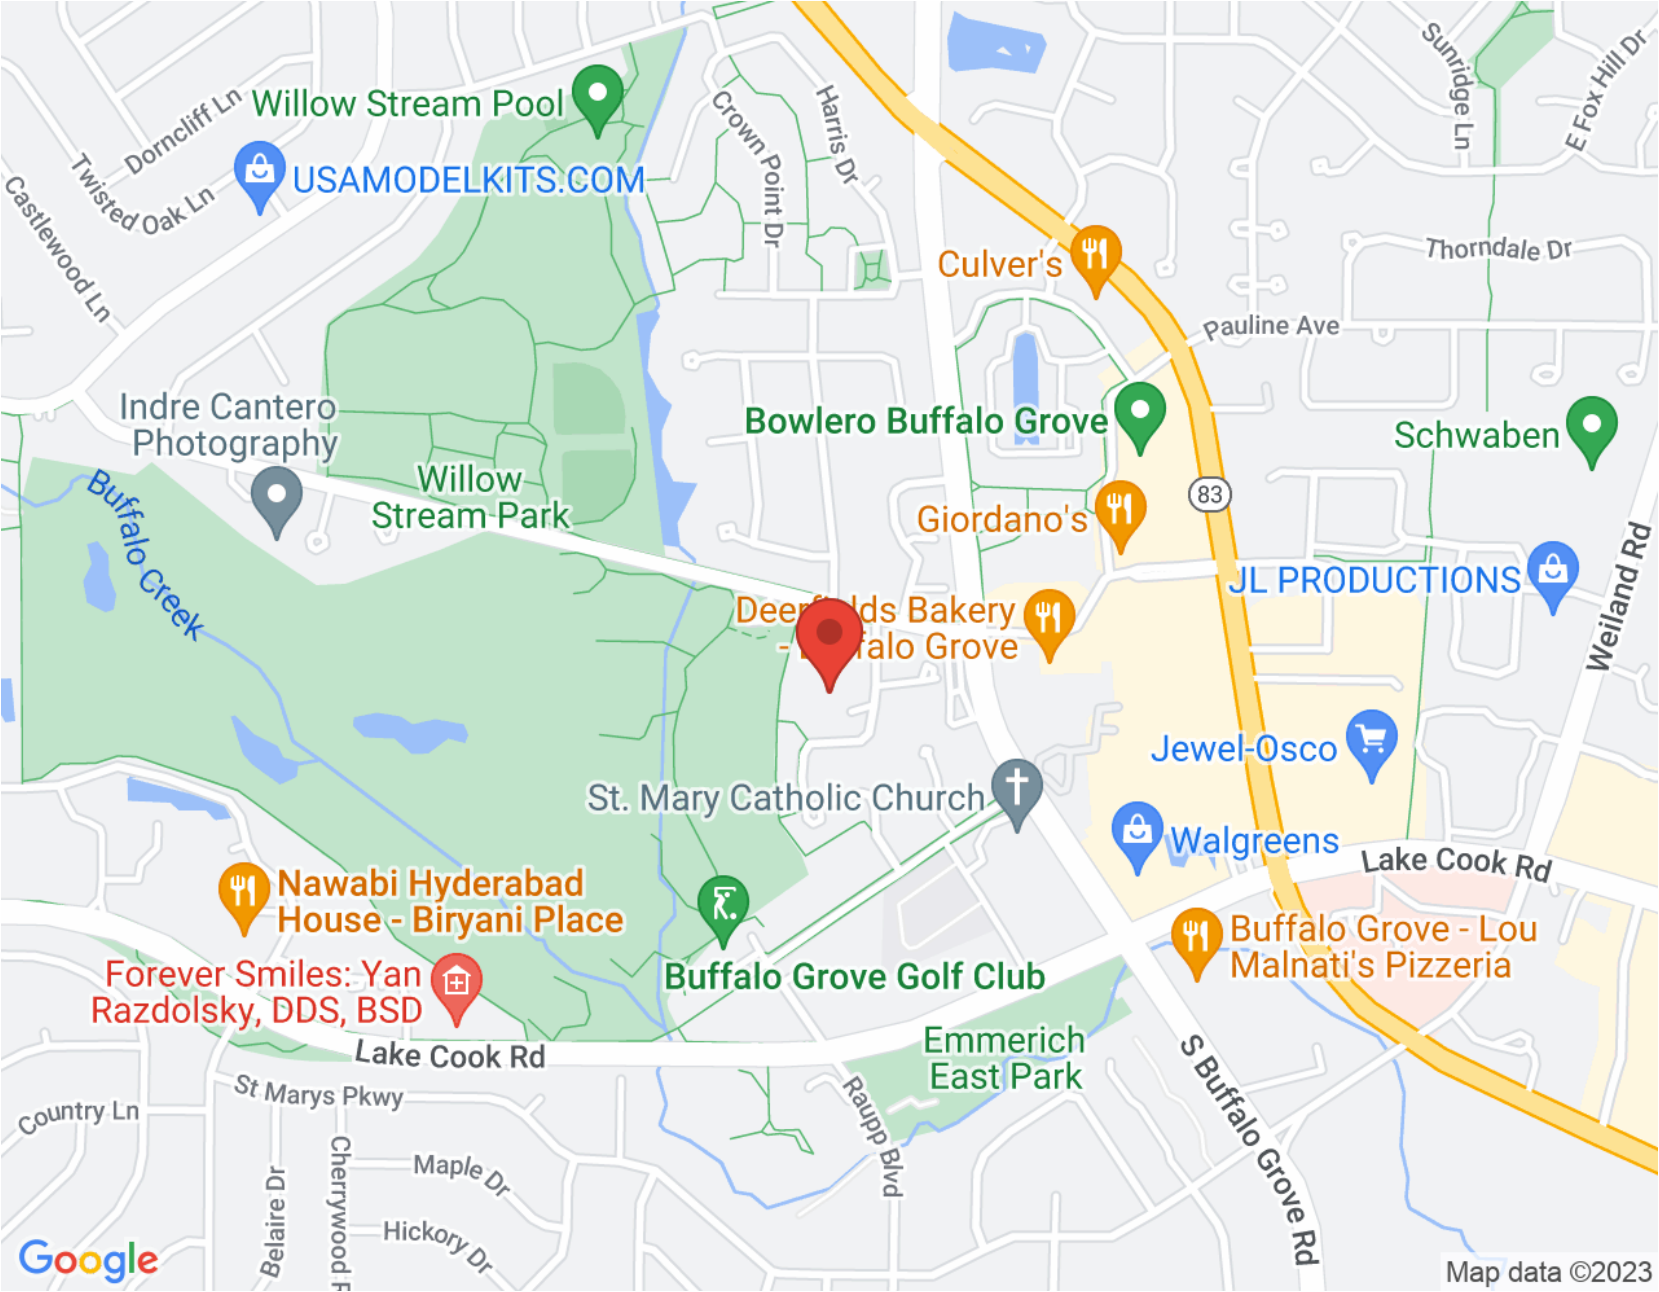 Sunridge Ln
E Fox Hill Dr
Willow Stream Pool
Dorncliff Ln
Crown Point Dr
Harris Dr
USAMODELKITS.COM
Twisted Oak Ln
Castlewood Ln
Thorndale Dr
Culver's
Pauline Ave
Indre Cantero
Photography
Bowlero Buffalo Grove
Schwaben
Willow
Stream Park
83
Giordano's
Buffalo Creek
JL PRODUCTIONS
Weiland Rd
Deerfields Bakery
- Buffalo Grove
Jewel-Osco
St. Mary Catholic Church
Walgreens
Lake Cook Rd
Nawabi Hyderabad
House - Biryani Place
Buffalo Grove - Lou
Malnati's Pizzeria
Forever Smiles: Yan
Razdolsky, DDS, BSD
Buffalo Grove Golf Club
Lake Cook Rd
Emmerich
East Park
S Buffalo Grove Rd
St Marys Pkwy
Country Ln
Raupp Blvd
Maple Dr
Cherrywood R
Belaire Dr
Hickory Dr
Google
Map data ©2023